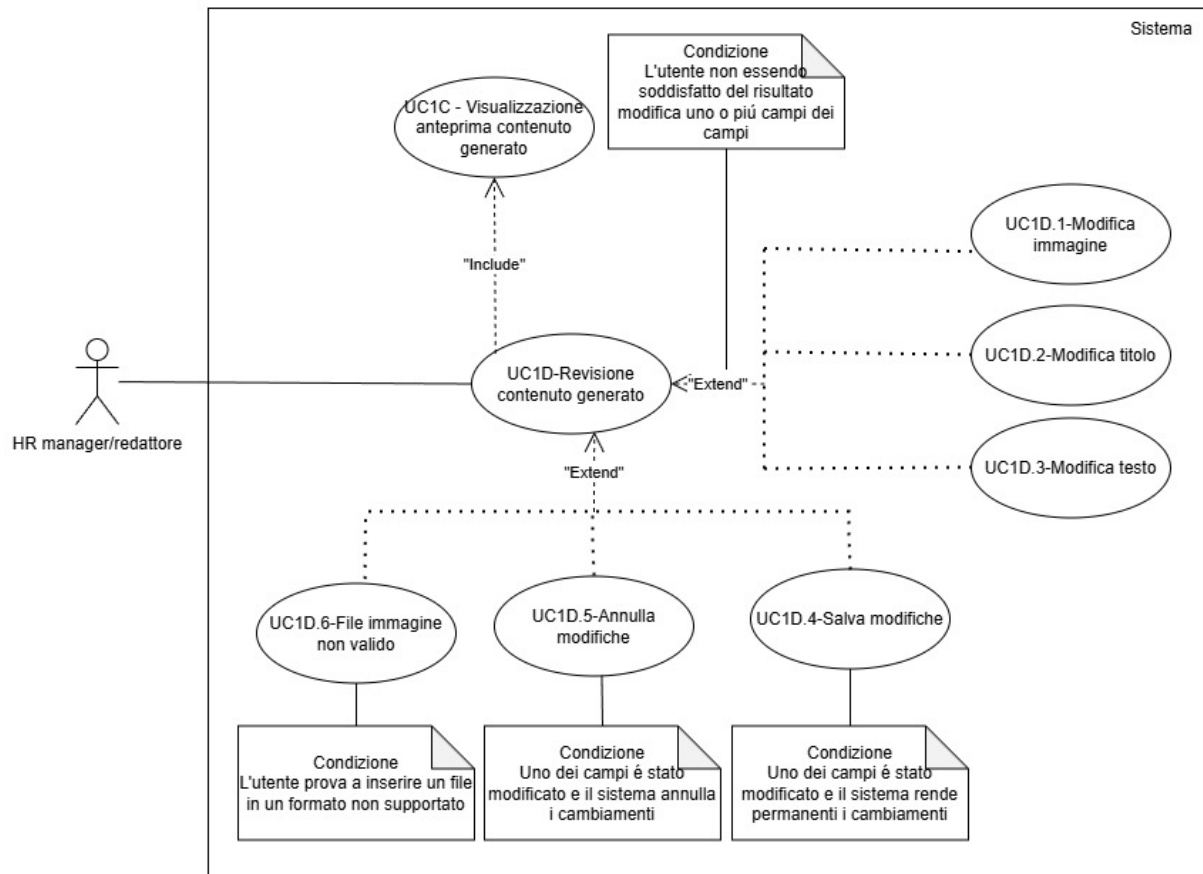 Sistema
Condizione
L'utente non essendo
soddisfatto del risultato
modifica uno o piú campi dei
campi
UC1C - Visualizzazione
anteprima contenuto
generato
UC1D.1-Modifica
immagine
"Include"
UC1D.2-Modifica titolo
UC1D-Revisione
contenuto generato
"Extend"
HR manager/redattore
UC1D.3-Modifica testo
"Extend"
UC1D.6-File immagine
non valido
UC1D.5-Annulla
modifiche
UC1D.4-Salva modifiche
Condizione
L'utente prova a inserire un file
in un formato non supportato
Condizione
Uno dei campi é stato
modificato e il sistema annulla
i cambiamenti
Condizione
Uno dei campi é stato
modificato e il sistema rende
permanenti i cambiamenti